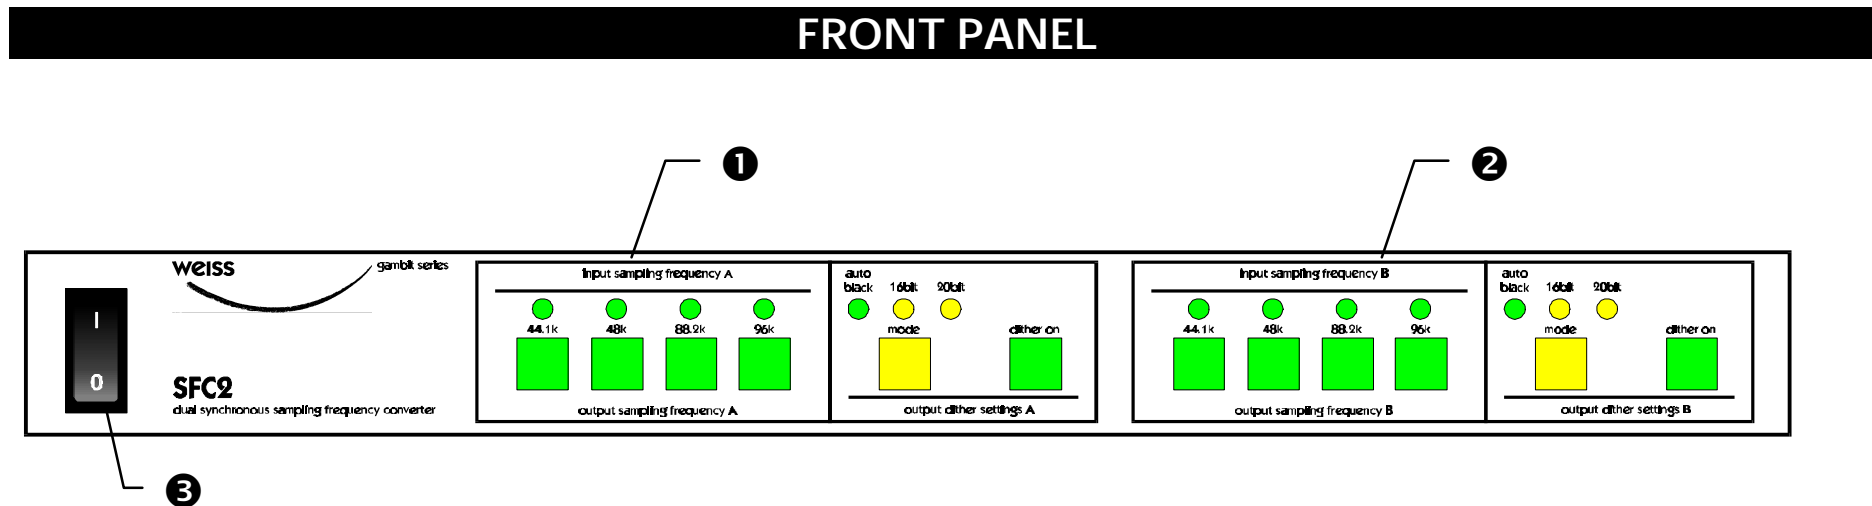 FRONT PANEL
❶ ❷
weiss gambit series
input sampling frequency A
auto black 16bit 20bit
44.1k 48k 88.2k 96k mode dither on
output sampling frequency A output dither settings A
input sampling frequency B
auto black 16bit 20bit
44.1k 48k 88.2k 96k mode dither on
output sampling frequency B output dither settings B
I
0
SFC2
dual synchronous sampling frequency converter
❸